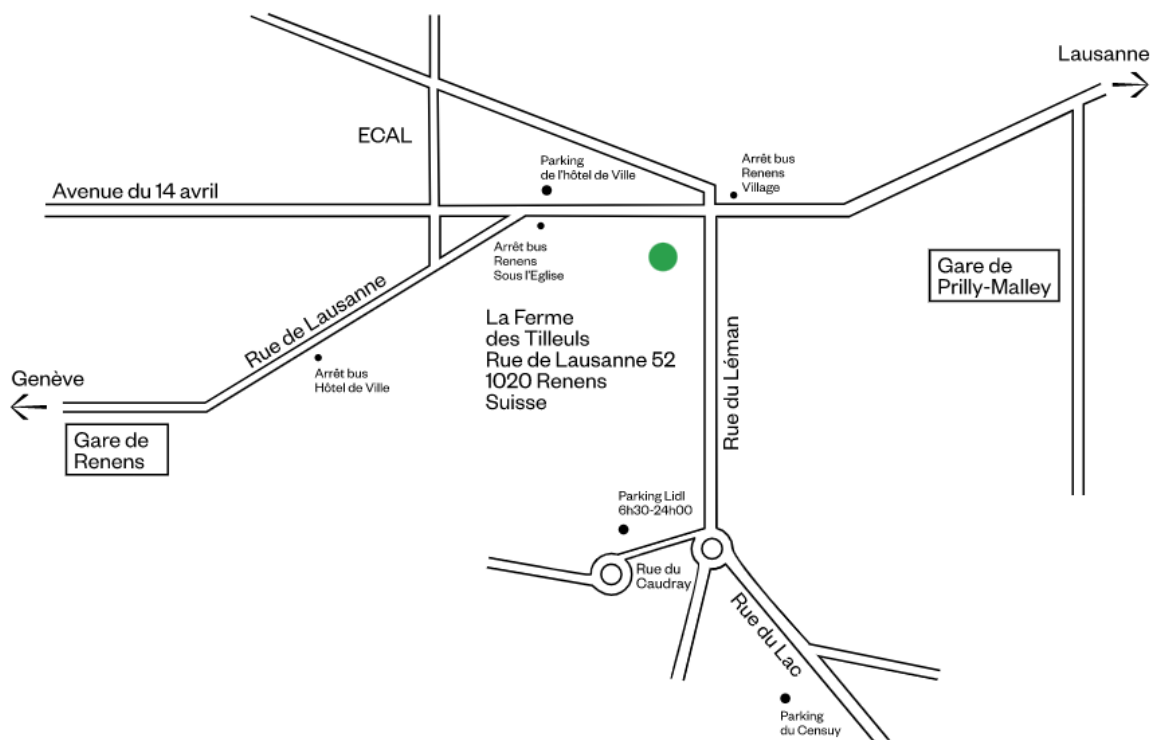 Lausanne
ECAL
Parking
de l'hôtel de Ville
Arrêt bus
Renens
Village
Avenue du 14 avril
Arrêt bus
Renens
Sous l'Eglise
Gare de
Prilly-Malley
Rue de Lausanne
La Ferme
des Tilleuls
Rue de Lausanne 52
1020 Renens
Suisse
Rue du Léman
Arrêt bus
Hôtel de Ville
Genève
Gare de
Renens
Parking Lidl
6h30-24h00
Rue du
Caudray
Rue du Lac
Parking
du Censuy